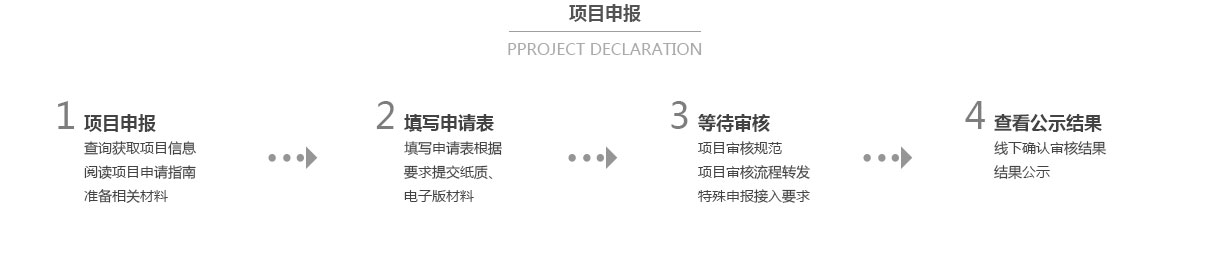 项目申报
PPROJECT DECLARATION
1 项目申报
查询获取项目信息
阅读项目申请指南
准备相关材料
2 填写申请表
填写申请表根据
要求提交纸质、
电子版材料
3 等待审核
项目审核规范
项目审核流程转发
特殊申报接入要求
4 查看公示结果
线下确认审核结果
结果公示